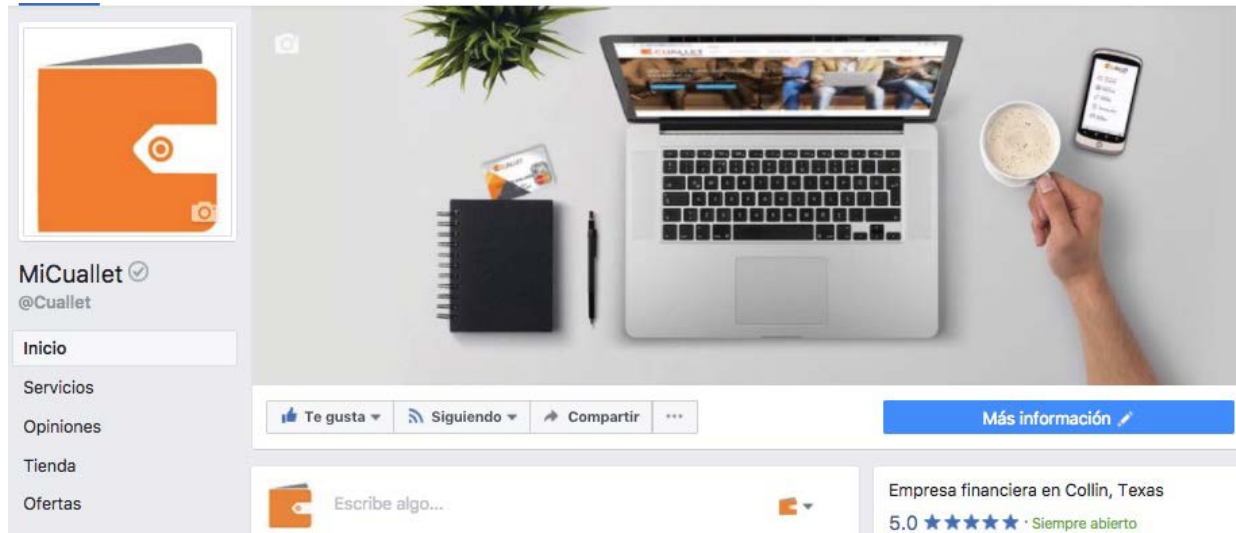 MiCuallet
@Cuallet
Inicio
Servicios
Opiniones
Tienda
Ofertas
CUALLET
Te gusta
Siguiendo
Compartir
...
Más información
Escribe algo...
Empresa financiera en Collin, Texas
5.0 ★★★★★ · Siempre abierto